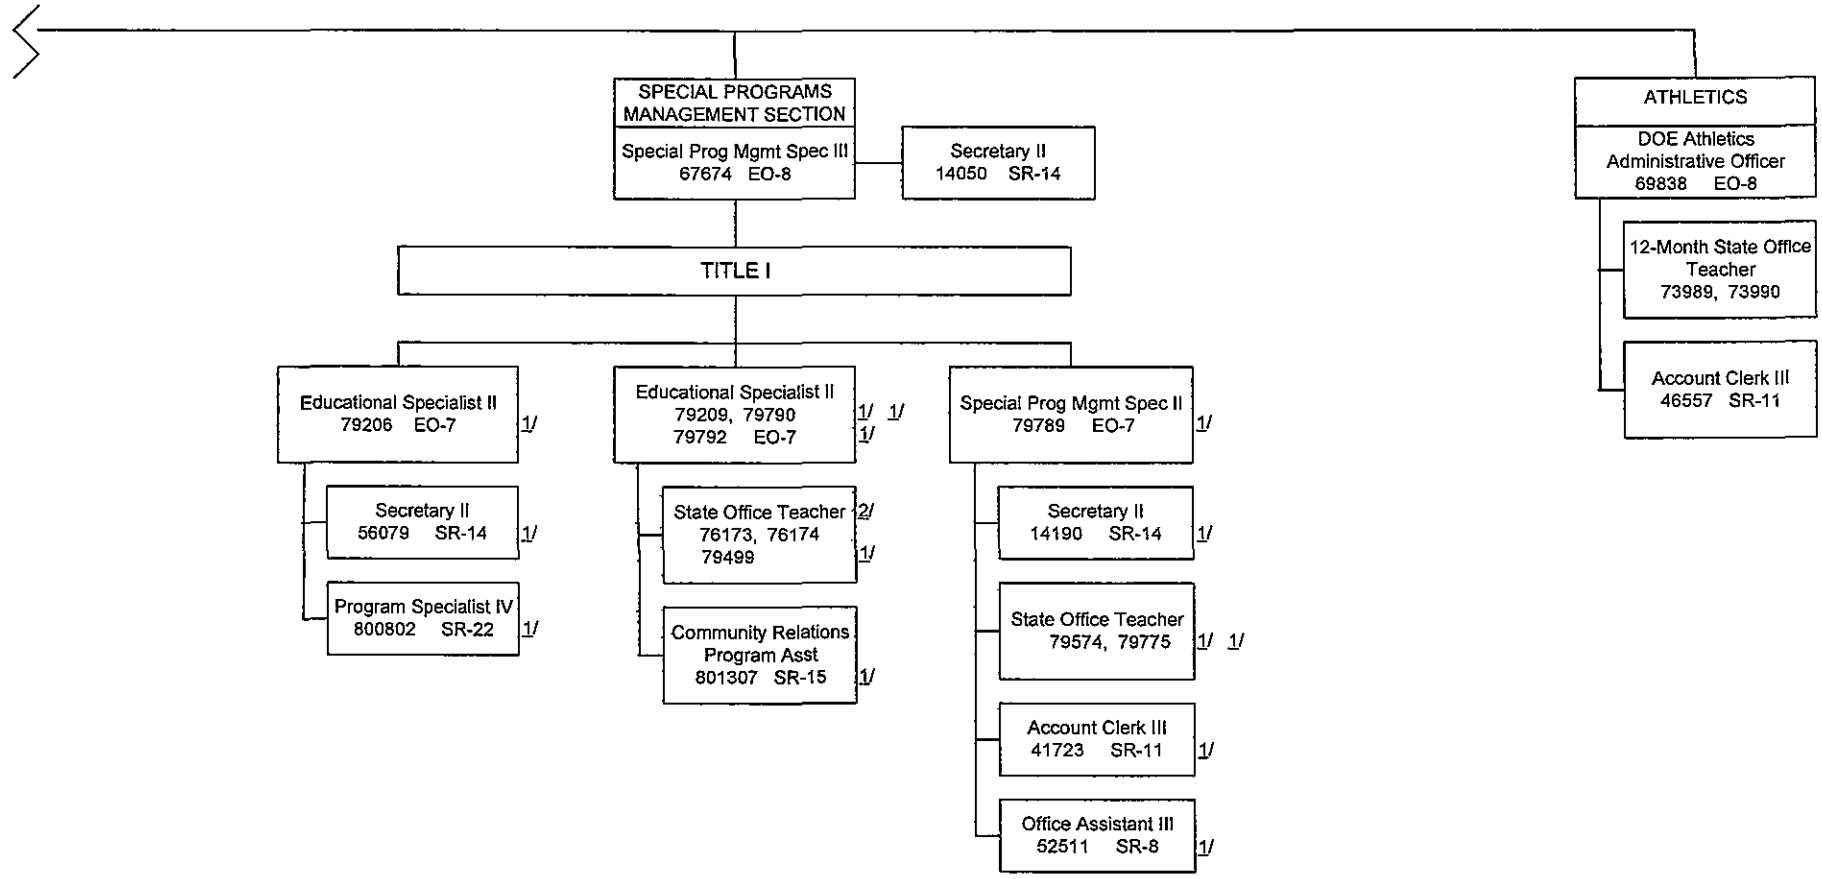 SPECIAL PROGRAMS
MANAGEMENT SECTION
Special Prog Mgmt Spec III
67674 EO-8
Secretary II
14050 SR-14
ATHLETICS
DOE Athletics
Administrative Officer
69838 EO-8
12-Month State Office
Teacher
73989, 73990
Account Clerk III
46557 SR-11
TITLE I
Educational Specialist II
79206 EO-7 1/
Secretary II
56079 SR-14 1/
Program Specialist IV
800802 SR-22 1/
Educational Specialist II
79209, 79790 1/ 1/
79792 EO-7 1/
State Office Teacher 2/
76173, 76174
79499 1/
Community Relations
Program Asst
801307 SR-15 1/
Special Prog Mgmt Spec II
79789 EO-7 1/
Secretary II
14190 SR-14 1/
State Office Teacher
79574, 79775 1/ 1/
Account Clerk III
41723 SR-11 1/
Office Assistant III
52511 SR-8 1/